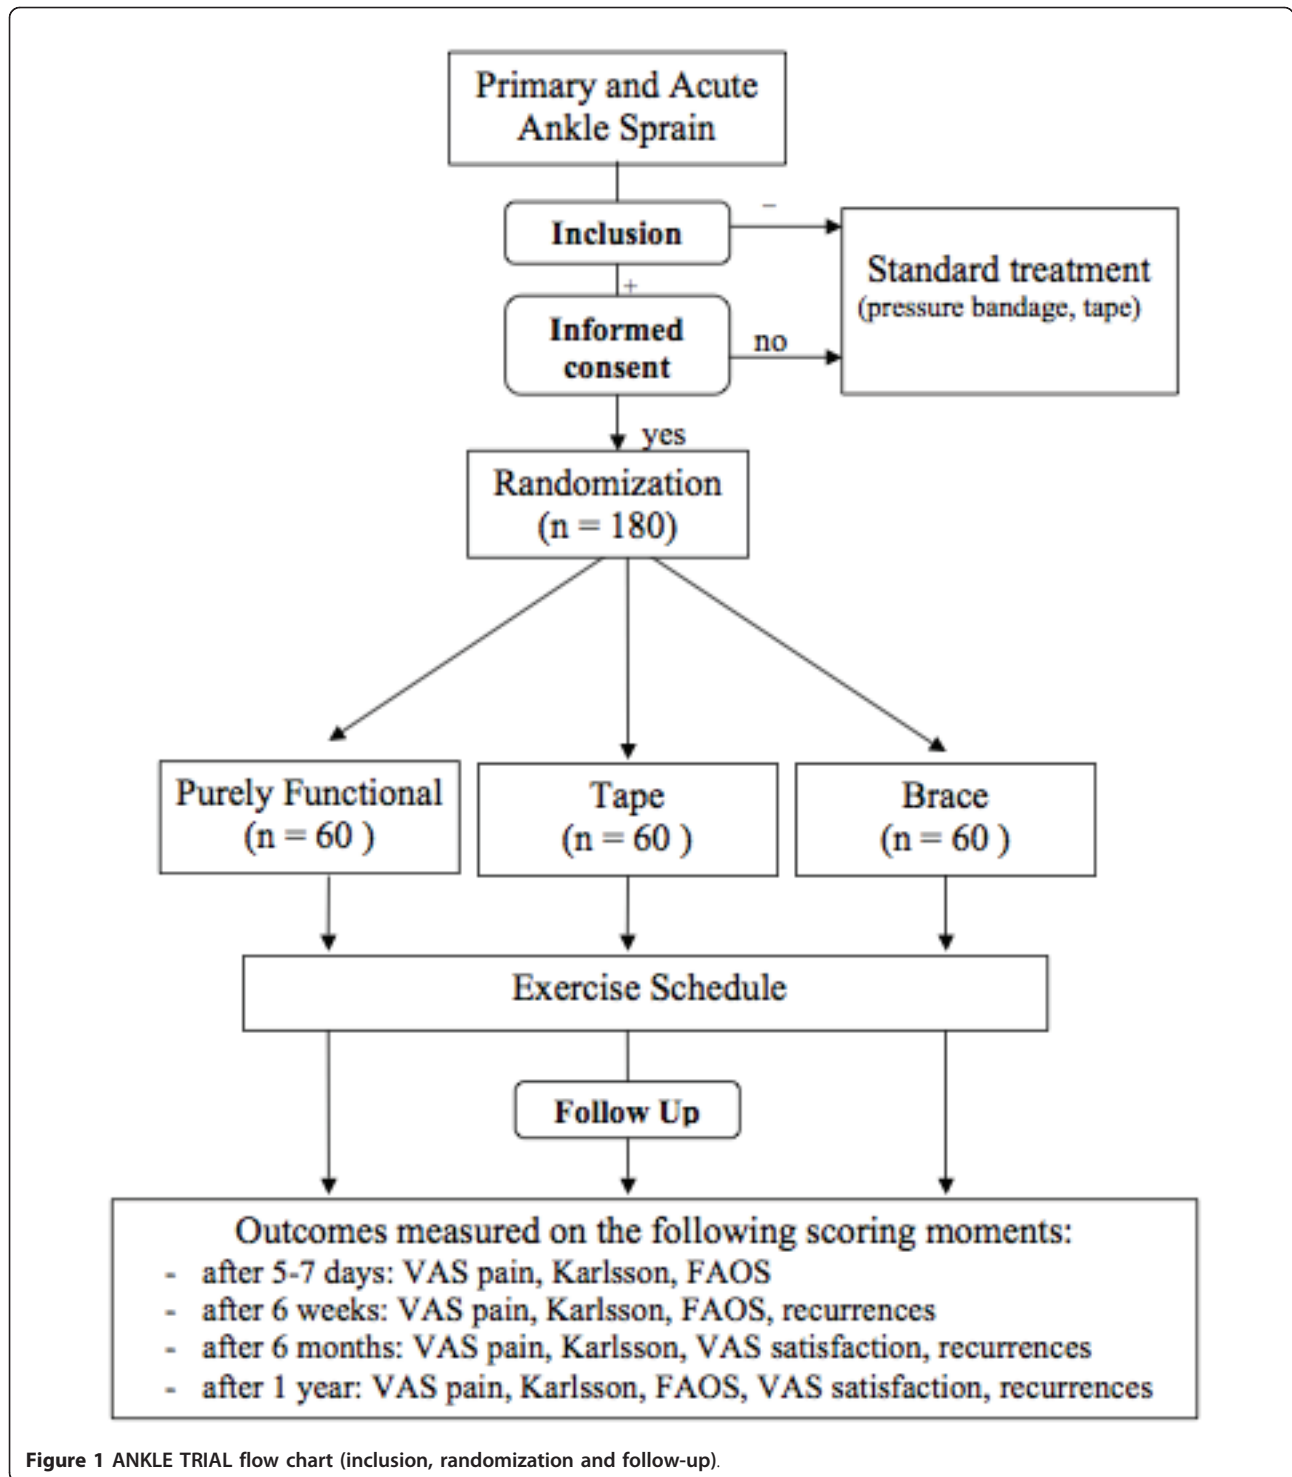 Primary and Acute
Ankle Sprain
Inclusion
−
+
Standard treatment
(pressure bandage, tape)
Informed
consent
no
yes
Randomization
(n = 180)
Purely Functional
(n = 60 )
Tape
(n = 60 )
Brace
(n = 60 )
Exercise Schedule
Follow Up
Outcomes measured on the following scoring moments:
- after 5-7 days: VAS pain, Karlsson, FAOS
- after 6 weeks: VAS pain, Karlsson, FAOS, recurrences
- after 6 months: VAS pain, Karlsson, VAS satisfaction, recurrences
- after 1 year: VAS pain, Karlsson, FAOS, VAS satisfaction, recurrences
Figure 1 ANKLE TRIAL flow chart (inclusion, randomization and follow-up).